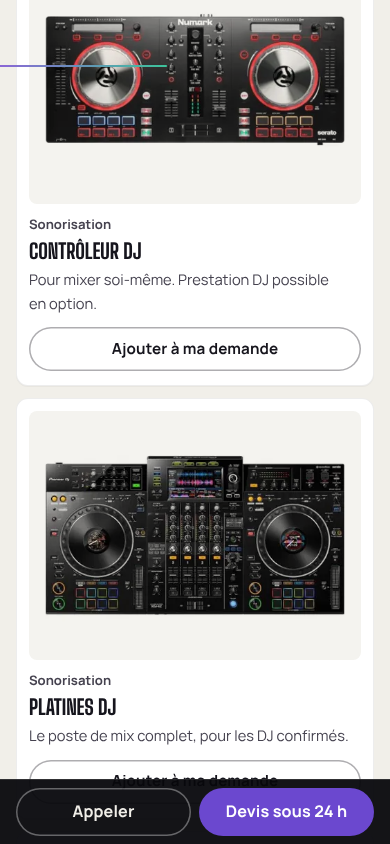 Numark
serato
Sonorisation
CONTRÔLEUR DJ
Pour mixer soi-même. Prestation DJ possible
en option.
Ajouter à ma demande
Sonorisation
PLATINES DJ
Le poste de mix complet, pour les DJ confirmés.
Ajouter à ma demande
Appeler
Devis sous 24 h